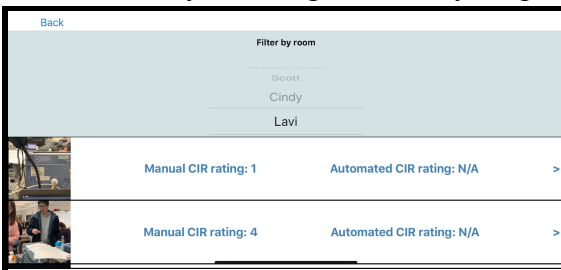 Back
Filter by room
Scott
Cindy
Lavi
Manual CIR rating: 1 Automated CIR rating: N/A >
Manual CIR rating: 4 Automated CIR rating: N/A >